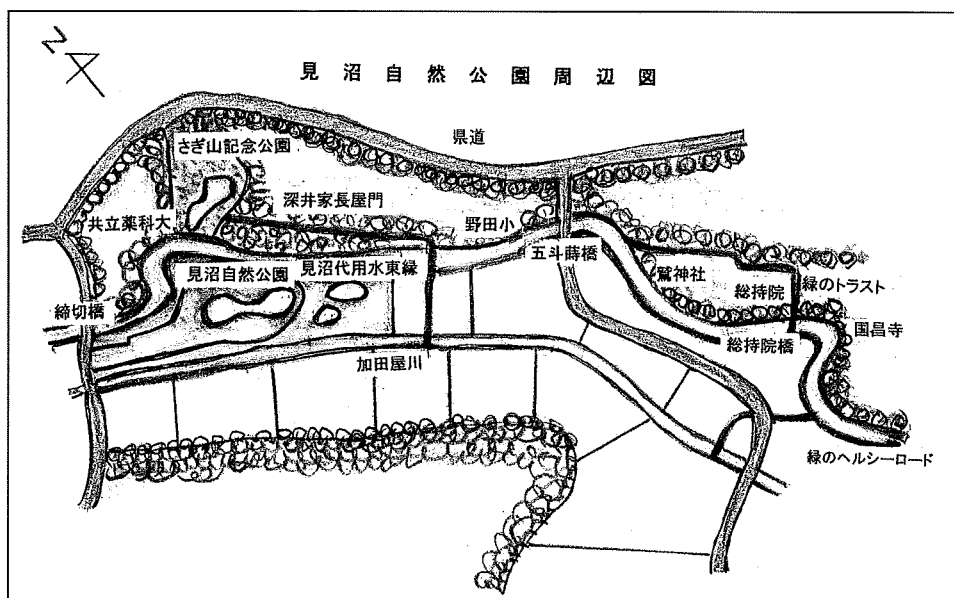 N
見沼自然公園周辺図
県道
さぎ山記念公園
深井家長屋門
野田小
共立薬科大
五斗蒔橋
鷲神社
総持院
緑のトラスト
見沼自然公園
見沼代用水東縁
締切橋
国昌寺
総持院橋
加田屋川
緑のヘルシーロード